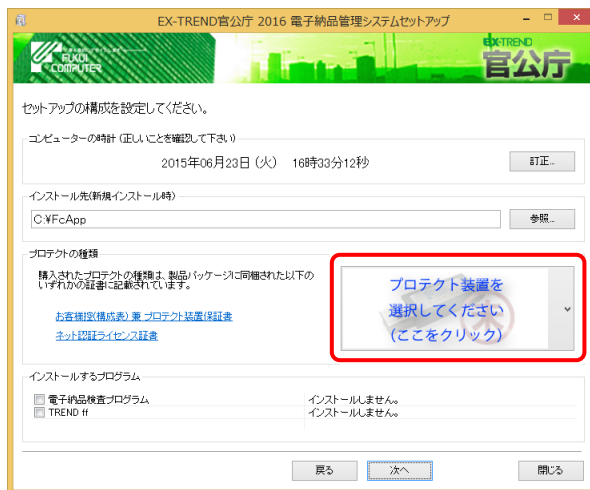 EX-TREND官公庁 2016 電子納品管理システムセットアップ
FUKUI
COMPUTER
EX-TREND
官公庁
セットアップの構成を設定してください。
コンピューターの時計 (正しいことを確認して下さい)
2015年06月23日 (火) 16時33分12秒
訂正...
インストール先(新規インストール時)
C:¥FcApp
参照...
プロテクトの種類
購入されたプロテクトの種類は、製品パッケージに同梱された以下の
いずれかの証書に記載されています。
お客様控(構成表) 兼 プロテクト装置保証書
ネット認証ライセンス証書
プロテクト装置を
選択してください
(ここをクリック)
インストールするプログラム
電子納品検査プログラム インストールしません。
TREND ff インストールしません。
戻る
次へ
閉じる